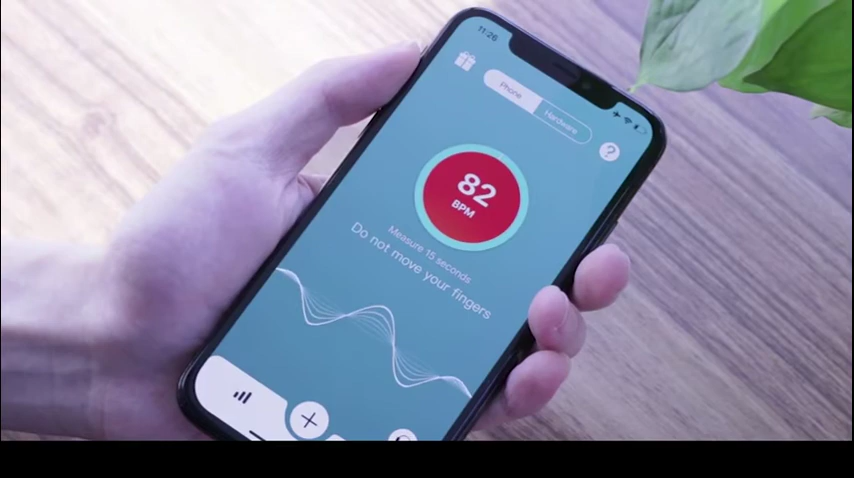 11:26
Phone
Hardware
?
82
BPM
Measure 15 seconds
Do not move your fingers